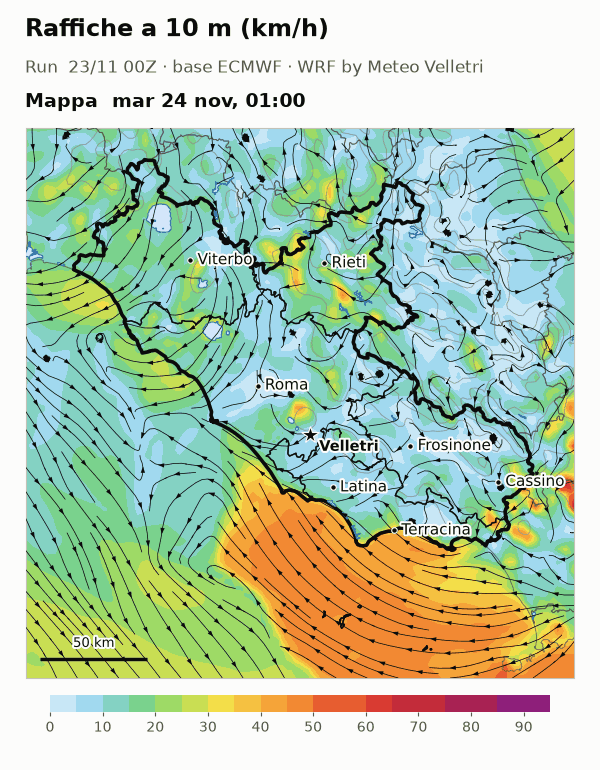 Raffiche a 10 m (km/h)
Run  23/11 00Z · base ECMWF · WRF by Meteo Velletri
Mappa  mar 24 nov, 01:00
Viterbo
Rieti
Roma
Velletri
Frosinone
Cassino
Latina
Terracina
50 km
0 10 20 30 40 50 60 70 80 90